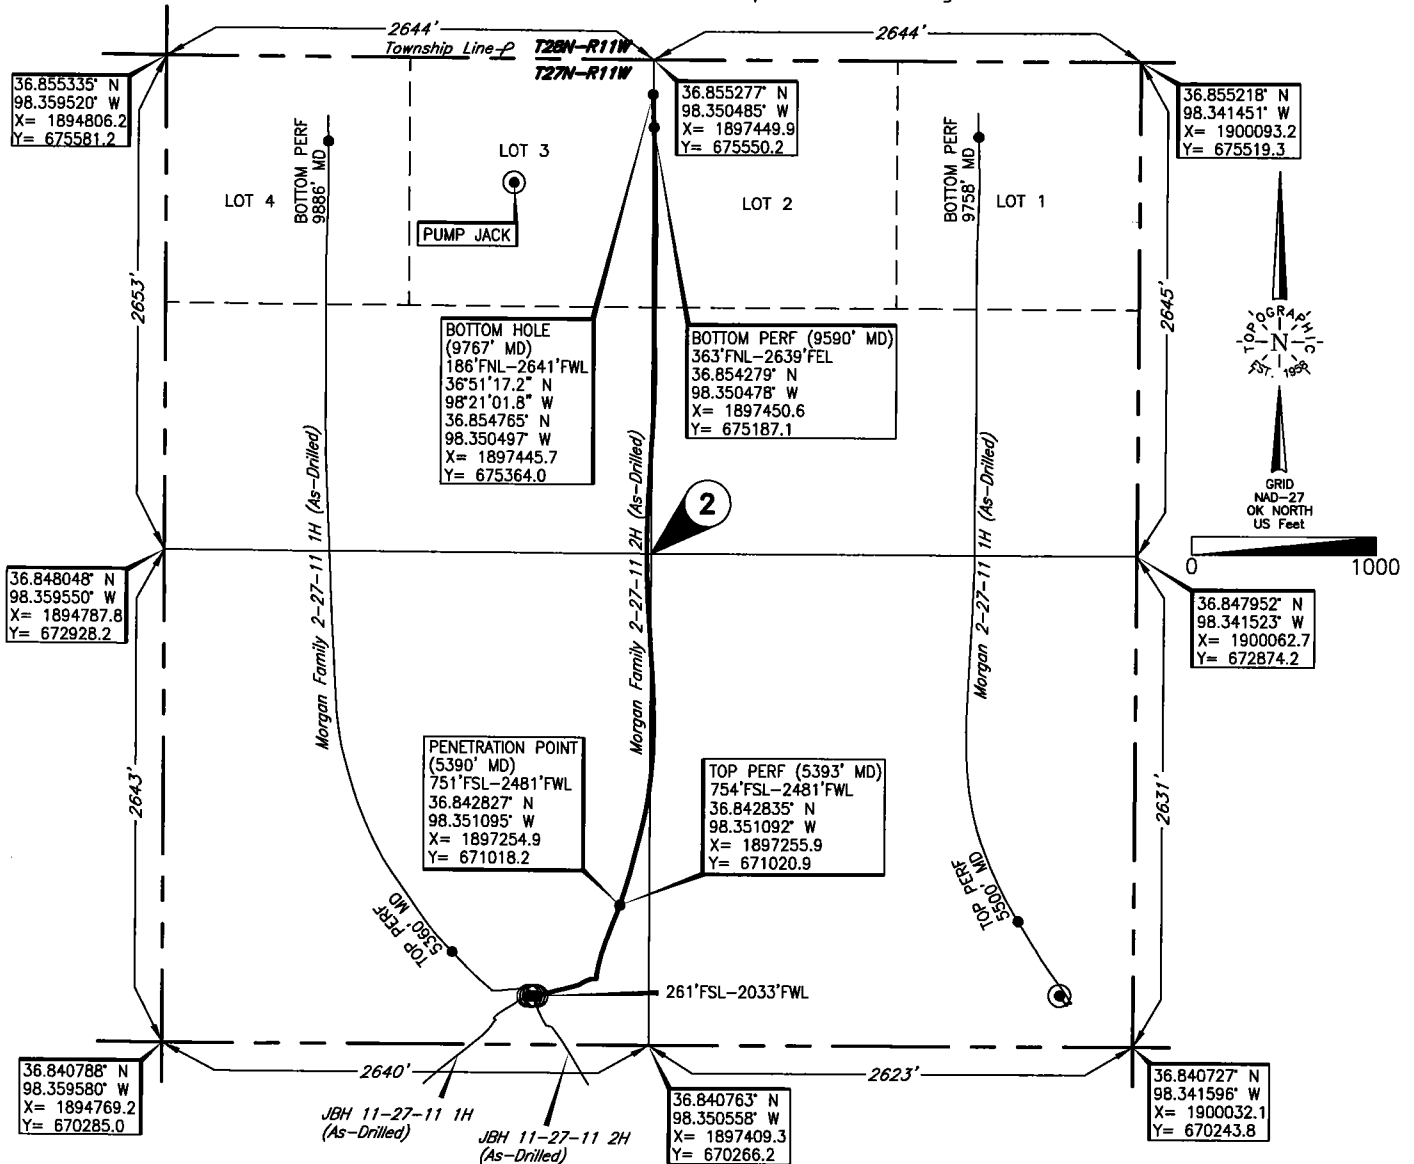 2644'
2644'
Township Line
T28N-R11W
T27N-R11W
36.855335° N
98.359520° W
X= 1894806.2
Y= 675581.2
36.855277° N
98.350485° W
X= 1897449.9
Y= 675550.2
36.855218° N
98.341451° W
X= 1900093.2
Y= 675519.3
BOTTOM PERF
9886' MD
LOT 4
LOT 3
PUMP JACK
LOT 2
BOTTOM PERF
9758' MD
LOT 1
2653'
2645'
TOPOGRAPHIC
N
EST. 1958
BOTTOM HOLE
(9767' MD)
186'FNL-2641'FWL
36°51'17.2" N
98°21'01.8" W
36.854765° N
98.350497° W
X= 1897445.7
Y= 675364.0
BOTTOM PERF (9590' MD)
363'FNL-2639'FEL
36.854279° N
98.350478° W
X= 1897450.6
Y= 675187.1
GRID
NAD-27
OK NORTH
US Feet
0 1000
Morgan Family 2-27-11 1H (As-Drilled)
Morgan Family 2-27-11 2H (As-Drilled)
Morgan 2-27-11 1H (As-Drilled)
2
36.848048° N
98.359550° W
X= 1894787.8
Y= 672928.2
36.847952° N
98.341523° W
X= 1900062.7
Y= 672874.2
2643'
2631'
PENETRATION POINT
(5390' MD)
751'FSL-2481'FWL
36.842827° N
98.351095° W
X= 1897254.9
Y= 671018.2
TOP PERF (5393' MD)
754'FSL-2481'FWL
36.842835° N
98.351092° W
X= 1897255.9
Y= 671020.9
TOP PERF
5360' MD
TOP PERF
5500' MD
261'FSL-2033'FWL
2640'
2623'
36.840788° N
98.359580° W
X= 1894769.2
Y= 670285.0
JBH 11-27-11 1H
(As-Drilled)
JBH 11-27-11 2H
(As-Drilled)
36.840763° N
98.350558° W
X= 1897409.3
Y= 670266.2
36.840727° N
98.341596° W
X= 1900032.1
Y= 670243.8